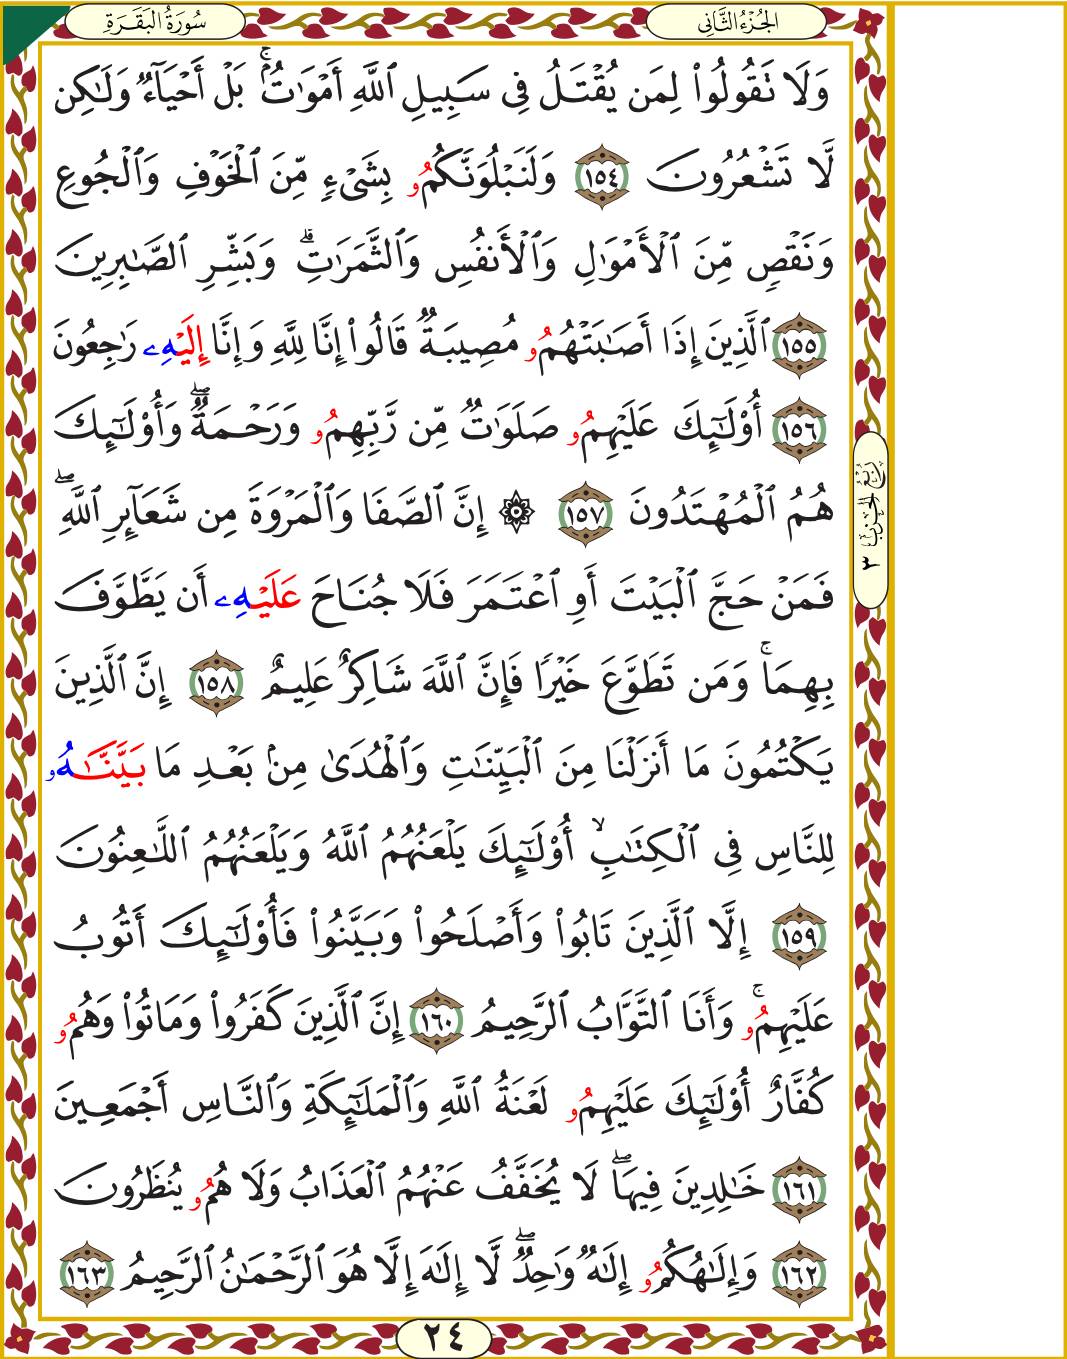 سُورَةُ البَقَرَةِ الجُزْءُ الثَّانِي
وَلَا تَقُولُوا۟ لِمَن يُقْتَلُ فِى سَبِيلِ ٱللَّهِ أَمْوَٰتٌۢ ۚ بَلْ أَحْيَآءٌ وَلَٰكِن
لَّا تَشْعُرُونَ ١٥٤ وَلَنَبْلُوَنَّكُمُو بِشَىْءٍ مِّنَ ٱلْخَوْفِ وَٱلْجُوعِ
وَنَقْصٍ مِّنَ ٱلْأَمْوَٰلِ وَٱلْأَنفُسِ وَٱلثَّمَرَٰتِ ۗ وَبَشِّرِ ٱلصَّٰبِرِينَ
١٥٥ ٱلَّذِينَ إِذَا أَصَٰبَتْهُمُو مُصِيبَةٌ قَالُوا۟ إِنَّا لِلَّهِ وَإِنَّا إِلَيْهِۦ رَٰجِعُونَ
١٥٦ أُو۟لَٰٓئِكَ عَلَيْهِمُو صَلَوَٰتٌ مِّن رَّبِّهِمُو وَرَحْمَةٌ ۖ وَأُو۟لَٰٓئِكَ
هُمُ ٱلْمُهْتَدُونَ ١٥٧ ۞ إِنَّ ٱلصَّفَا وَٱلْمَرْوَةَ مِن شَعَآئِرِ ٱللَّهِ ۖ
فَمَنْ حَجَّ ٱلْبَيْتَ أَوِ ٱعْتَمَرَ فَلَا جُنَاحَ عَلَيْهِۦ أَن يَطَّوَّفَ
بِهِمَا ۚ وَمَن تَطَوَّعَ خَيْرًا فَإِنَّ ٱللَّهَ شَاكِرٌ عَلِيمٌ ١٥٨ إِنَّ ٱلَّذِينَ
يَكْتُمُونَ مَا أَنزَلْنَا مِنَ ٱلْبَيِّنَٰتِ وَٱلْهُدَىٰ مِنۢ بَعْدِ مَا بَيَّنَّٰهُو
لِلنَّاسِ فِى ٱلْكِتَٰبِ ۙ أُو۟لَٰٓئِكَ يَلْعَنُهُمُ ٱللَّهُ وَيَلْعَنُهُمُ ٱللَّٰعِنُونَ
١٥٩ إِلَّا ٱلَّذِينَ تَابُوا۟ وَأَصْلَحُوا۟ وَبَيَّنُوا۟ فَأُو۟لَٰٓئِكَ أَتُوبُ
عَلَيْهِمُو ۚ وَأَنَا ٱلتَّوَّابُ ٱلرَّحِيمُ ١٦٠ إِنَّ ٱلَّذِينَ كَفَرُوا۟ وَمَاتُوا۟ وَهُمُو
كُفَّارٌ أُو۟لَٰٓئِكَ عَلَيْهِمُو لَعْنَةُ ٱللَّهِ وَٱلْمَلَٰٓئِكَةِ وَٱلنَّاسِ أَجْمَعِينَ
١٦١ خَٰلِدِينَ فِيهَا ۖ لَا يُخَفَّفُ عَنْهُمُ ٱلْعَذَابُ وَلَا هُمُو يُنظَرُونَ
١٦٢ وَإِلَٰهُكُمُو إِلَٰهٌ وَٰحِدٌ ۖ لَّا إِلَٰهَ إِلَّا هُوَ ٱلرَّحْمَٰنُ ٱلرَّحِيمُ ١٦٣
رُبْعُ الحِزْبِ ٣
٢٤